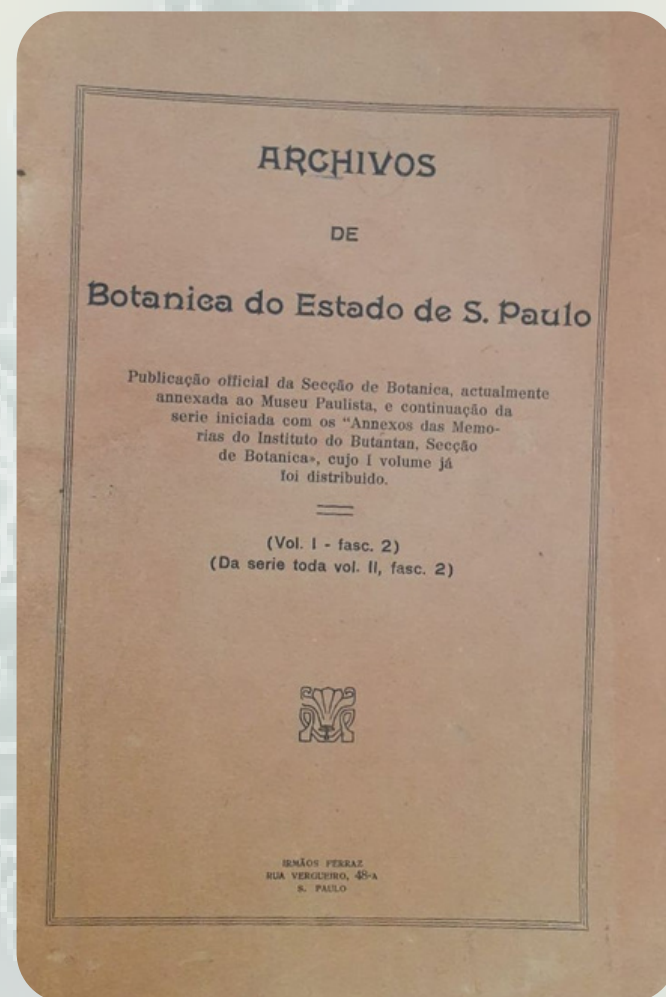 ARCHIVOS
DE
Botanica do Estado de S. Paulo
Publicação official da Secção de Botanica, actualmente
annexada ao Museu Paulista, e continuação da
serie iniciada com os “Annexos das Memo-
rias do Instituto do Butantan, Secção
de Botanica», cujo I volume já
foi distribuido.
(Vol. I - fasc. 2)
(Da serie toda vol. II, fasc. 2)
IRMÃOS FERRAZ
RUA VERGUEIRO, 48-A
S. PAULO